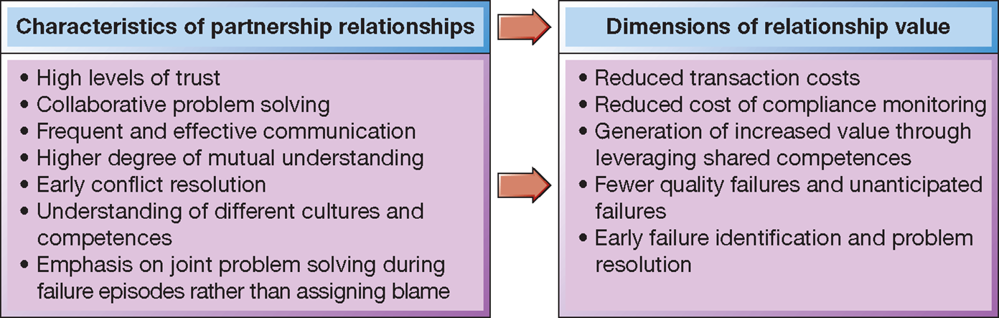 Characteristics of partnership relationships
• High levels of trust
• Collaborative problem solving
• Frequent and effective communication
• Higher degree of mutual understanding
• Early conflict resolution
• Understanding of different cultures and
competences
• Emphasis on joint problem solving during
failure episodes rather than assigning blame
Dimensions of relationship value
• Reduced transaction costs
• Reduced cost of compliance monitoring
• Generation of increased value through
leveraging shared competences
• Fewer quality failures and unanticipated
failures
• Early failure identification and problem
resolution